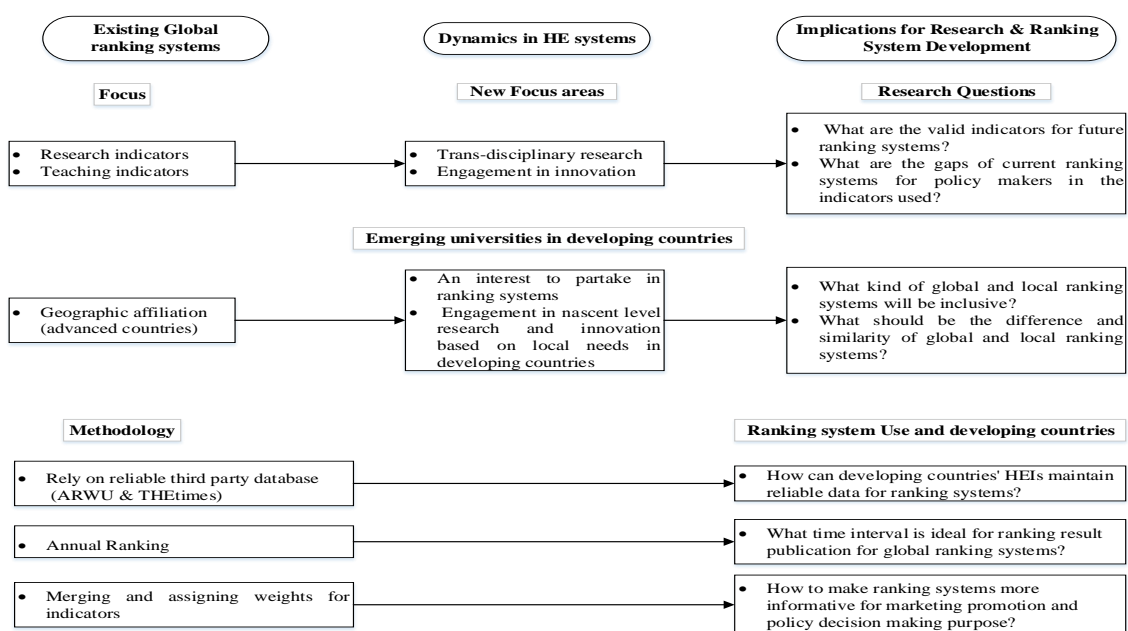 Existing Global
ranking systems
Dynamics in HE systems
Implications for Research & Ranking
System Development
Focus
New Focus areas
Research Questions
• Research indicators
• Teaching indicators
• Trans-disciplinary research
• Engagement in innovation
• What are the valid indicators for future
ranking systems?
• What are the gaps of current ranking
systems for policy makers in the
indicators used?
Emerging universities in developing countries
• Geographic affiliation
(advanced countries)
• An interest to partake in
ranking systems
• Engagement in nascent level
research and innovation
based on local needs in
developing countries
• What kind of global and local ranking
systems will be inclusive?
• What should be the difference and
similarity of global and local ranking
systems?
Methodology
Ranking system Use and developing countries
• Rely on reliable third party database
(ARWU & THEtimes)
• How can developing countries' HEIs maintain
reliable data for ranking systems?
• Annual Ranking
• What time interval is ideal for ranking result
publication for global ranking systems?
• Merging and assigning weights for
indicators
• How to make ranking systems more
informative for marketing promotion and
policy decision making purpose?